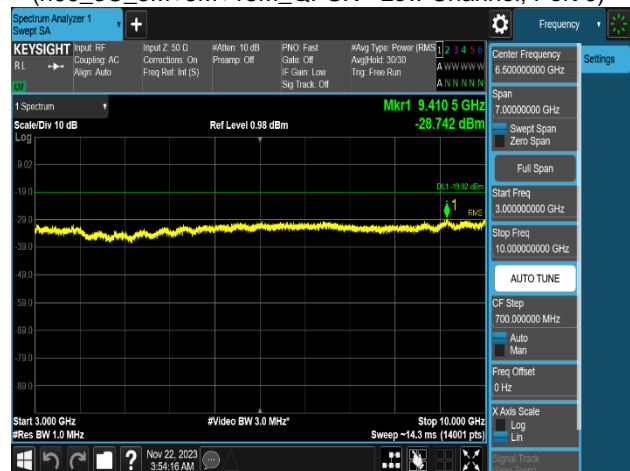 Spectrum Analyzer 1
Swept SA
+
Frequency
KEYSIGHT
Input: RF
Input Z: 50 Ω
#Atten: 10 dB
PNO: Fast
#Avg Type: Power (RMS
1 2 3 4 5 6
RL
Coupling: AC
Corrections: On
Preamp: Off
Gate: Off
Avg|Hold: 30/30
A W W W W W
Align: Auto
Freq Ref: Int (S)
IF Gain: Low
Trig: Free Run
Sig Track: Off
A N N N N N
Center Frequency
6.500000000 GHz
Settings
1 Spectrum
Mkr1 9.410 5 GHz
Scale/Div 10 dB
Ref Level 0.98 dBm
-28.742 dBm
Log
Span
7.00000000 GHz
Swept Span
Zero Span
Full Span
-9.02
-19.0
DL1 -19.02 dBm
1
-29.0
RMS
-39.0
-49.0
-59.0
-69.0
-79.0
-89.0
Start Freq
3.000000000 GHz
Stop Freq
10.000000000 GHz
AUTO TUNE
CF Step
700.000000 MHz
Auto
Man
Freq Offset
0 Hz
X Axis Scale
Log
Lin
Signal Track
Start 3.000 GHz
#Video BW 3.0 MHz*
Stop 10.000 GHz
#Res BW 1.0 MHz
Sweep ~14.3 ms (14001 pts)
?
Nov 22, 2023
3:54:16 AM